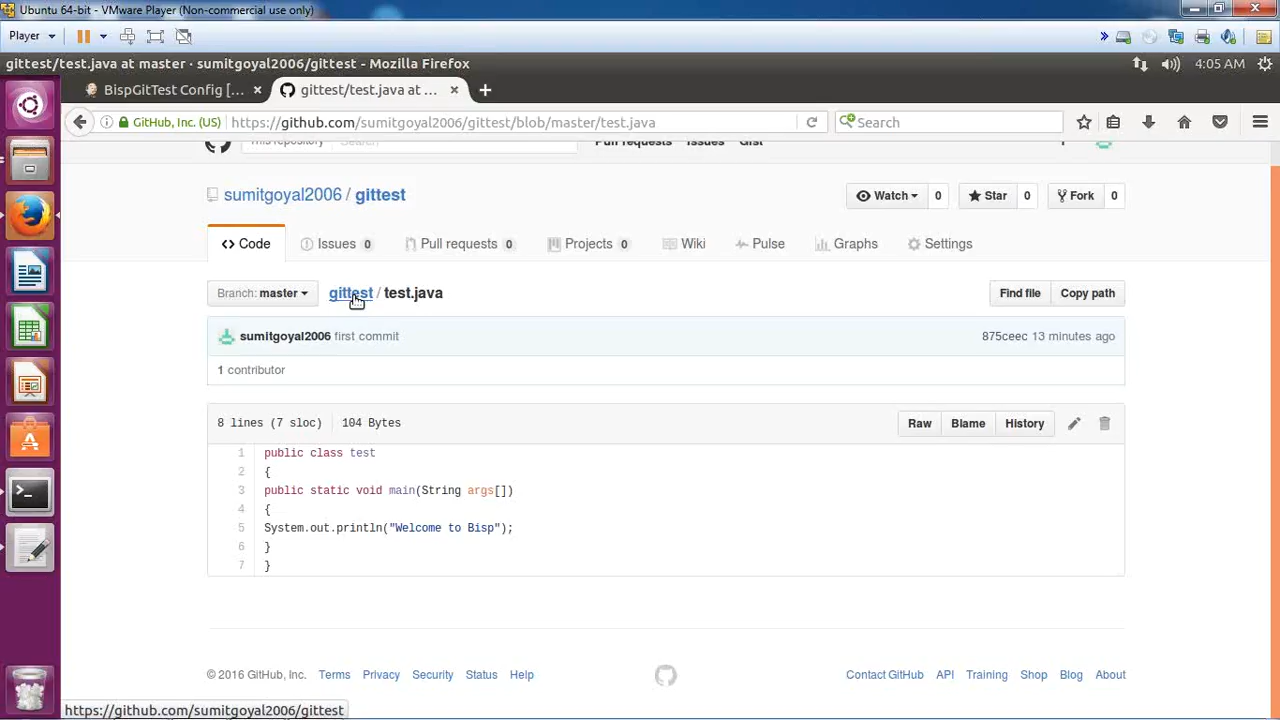 Ubuntu 64-bit - VMware Player (Non-commercial use only)
Player
gittest/test.java at master · sumitgoyal2006/gittest - Mozilla Firefox
4:05 AM
BispGitTest Config [...
gittest/test.java at ...
GitHub, Inc. (US)
https://github.com/sumitgoyal2006/gittest/blob/master/test.java
Search
This repository
Search
Pull requests
Issues
Gist
sumitgoyal2006 / gittest
Watch
0
Star
0
Fork
0
Code
Issues 0
Pull requests 0
Projects 0
Wiki
Pulse
Graphs
Settings
Branch: master
gittest / test.java
Find file
Copy path
sumitgoyal2006 first commit
875ceec 13 minutes ago
1 contributor
8 lines (7 sloc)
104 Bytes
Raw
Blame
History
1 public class test
2 {
3 public static void main(String args[])
4 {
5 System.out.println("Welcome to Bisp");
6 }
7 }
© 2016 GitHub, Inc.
Terms
Privacy
Security
Status
Help
Contact GitHub
API
Training
Shop
Blog
About
https://github.com/sumitgoyal2006/gittest